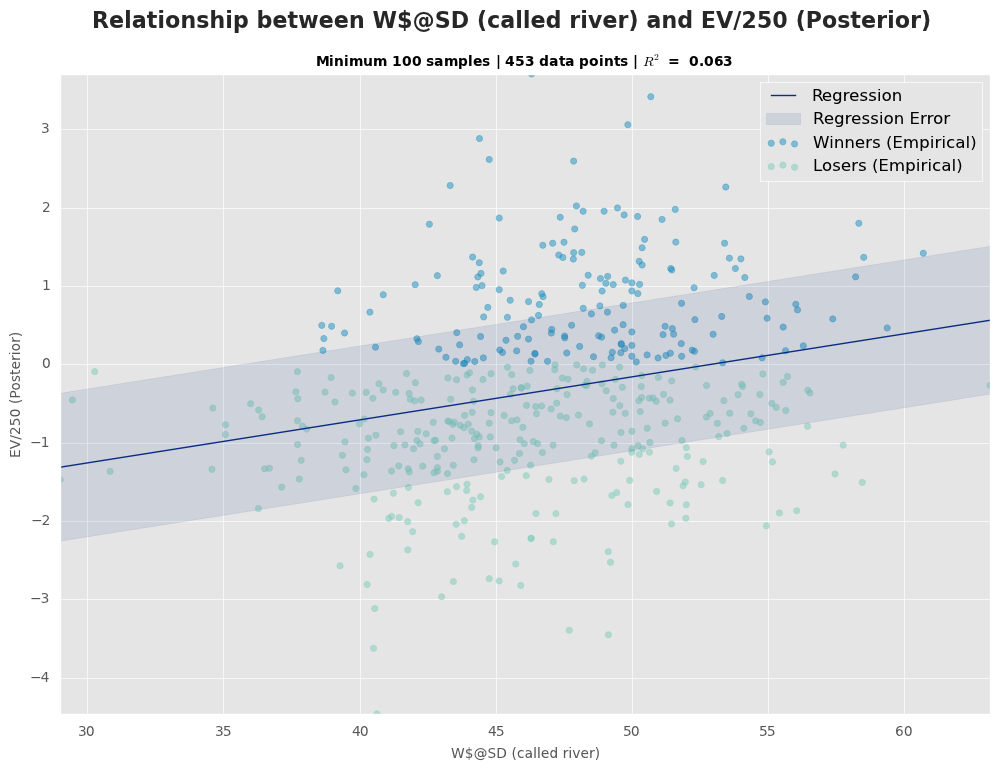 Relationship between W$@SD (called river) and EV/250 (Posterior)
Minimum 100 samples | 453 data points | R² = 0.063
Regression
Regression Error
Winners (Empirical)
Losers (Empirical)
3
2
1
0
−1
−2
−3
−4
EV/250 (Posterior)
30 35 40 45 50 55 60
W$@SD (called river)